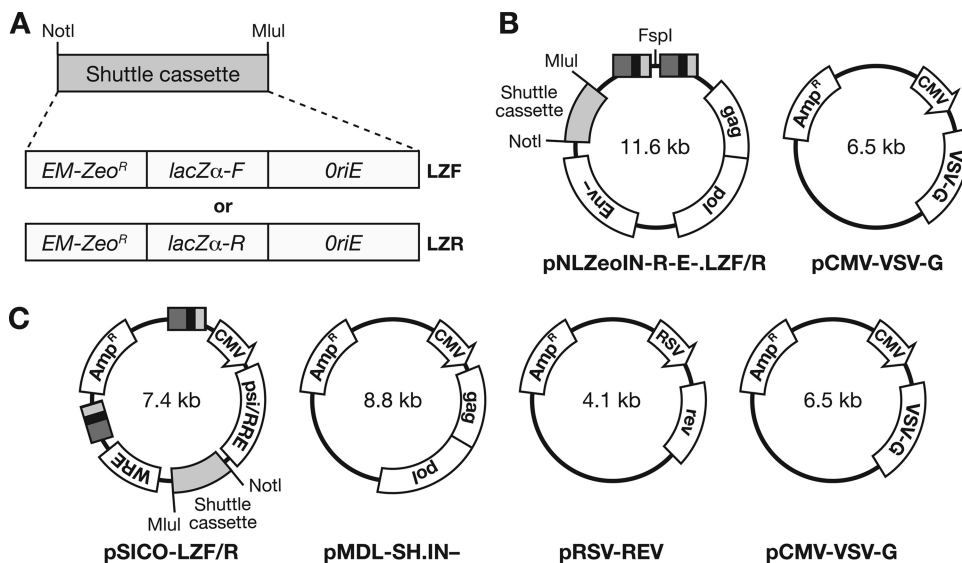 A
NotI MluI
Shuttle cassette
EM-Zeo^R lacZα-F 0riE LZF
or
EM-Zeo^R lacZα-R 0riE LZR
B
FspI
MluI
Shuttle
cassette
NotI
gag
pol
Env–
11.6 kb
pNLZeoIN-R-E-.LZF/R
Amp^R
CMV
VSV-G
6.5 kb
pCMV-VSV-G
C
Amp^R
CMV
psi/RRE
WRE
7.4 kb
NotI
MluI
Shuttle
cassette
pSICO-LZF/R
Amp^R
CMV
gag
pol
8.8 kb
pMDL-SH.IN–
Amp^R
RSV
rev
4.1 kb
pRSV-REV
Amp^R
CMV
VSV-G
6.5 kb
pCMV-VSV-G